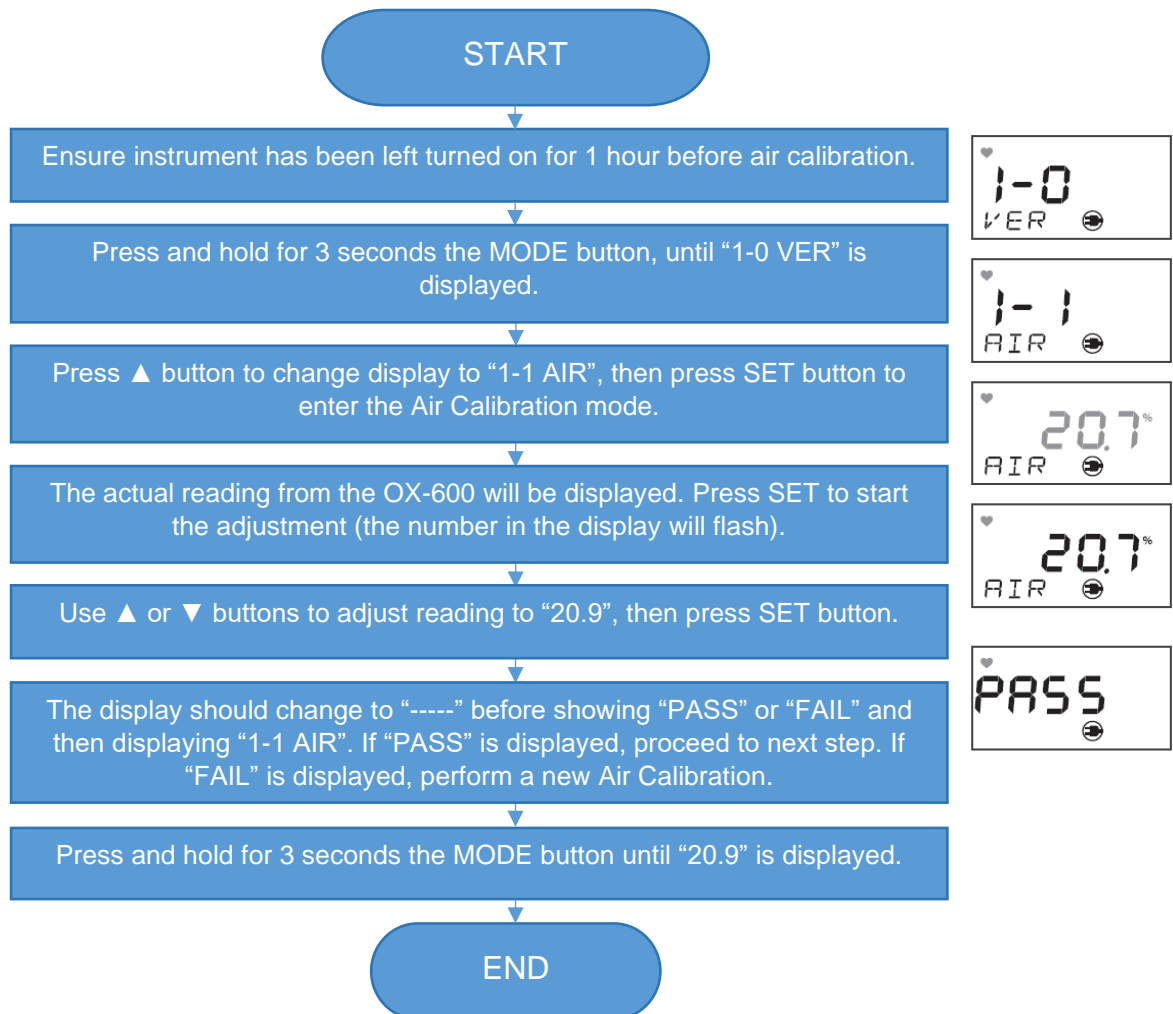 START
Ensure instrument has been left turned on for 1 hour before air calibration.
Press and hold for 3 seconds the MODE button, until “1-0 VER” is
displayed.
Press ▲ button to change display to “1-1 AIR”, then press SET button to
enter the Air Calibration mode.
The actual reading from the OX-600 will be displayed. Press SET to start
the adjustment (the number in the display will flash).
Use ▲ or ▼ buttons to adjust reading to “20.9”, then press SET button.
The display should change to “-----” before showing “PASS” or “FAIL” and
then displaying “1-1 AIR”. If “PASS” is displayed, proceed to next step. If
“FAIL” is displayed, perform a new Air Calibration.
Press and hold for 3 seconds the MODE button until “20.9” is displayed.
END
1-0
VER
1-1
AIR
20.7%
AIR
20.7%
AIR
PASS